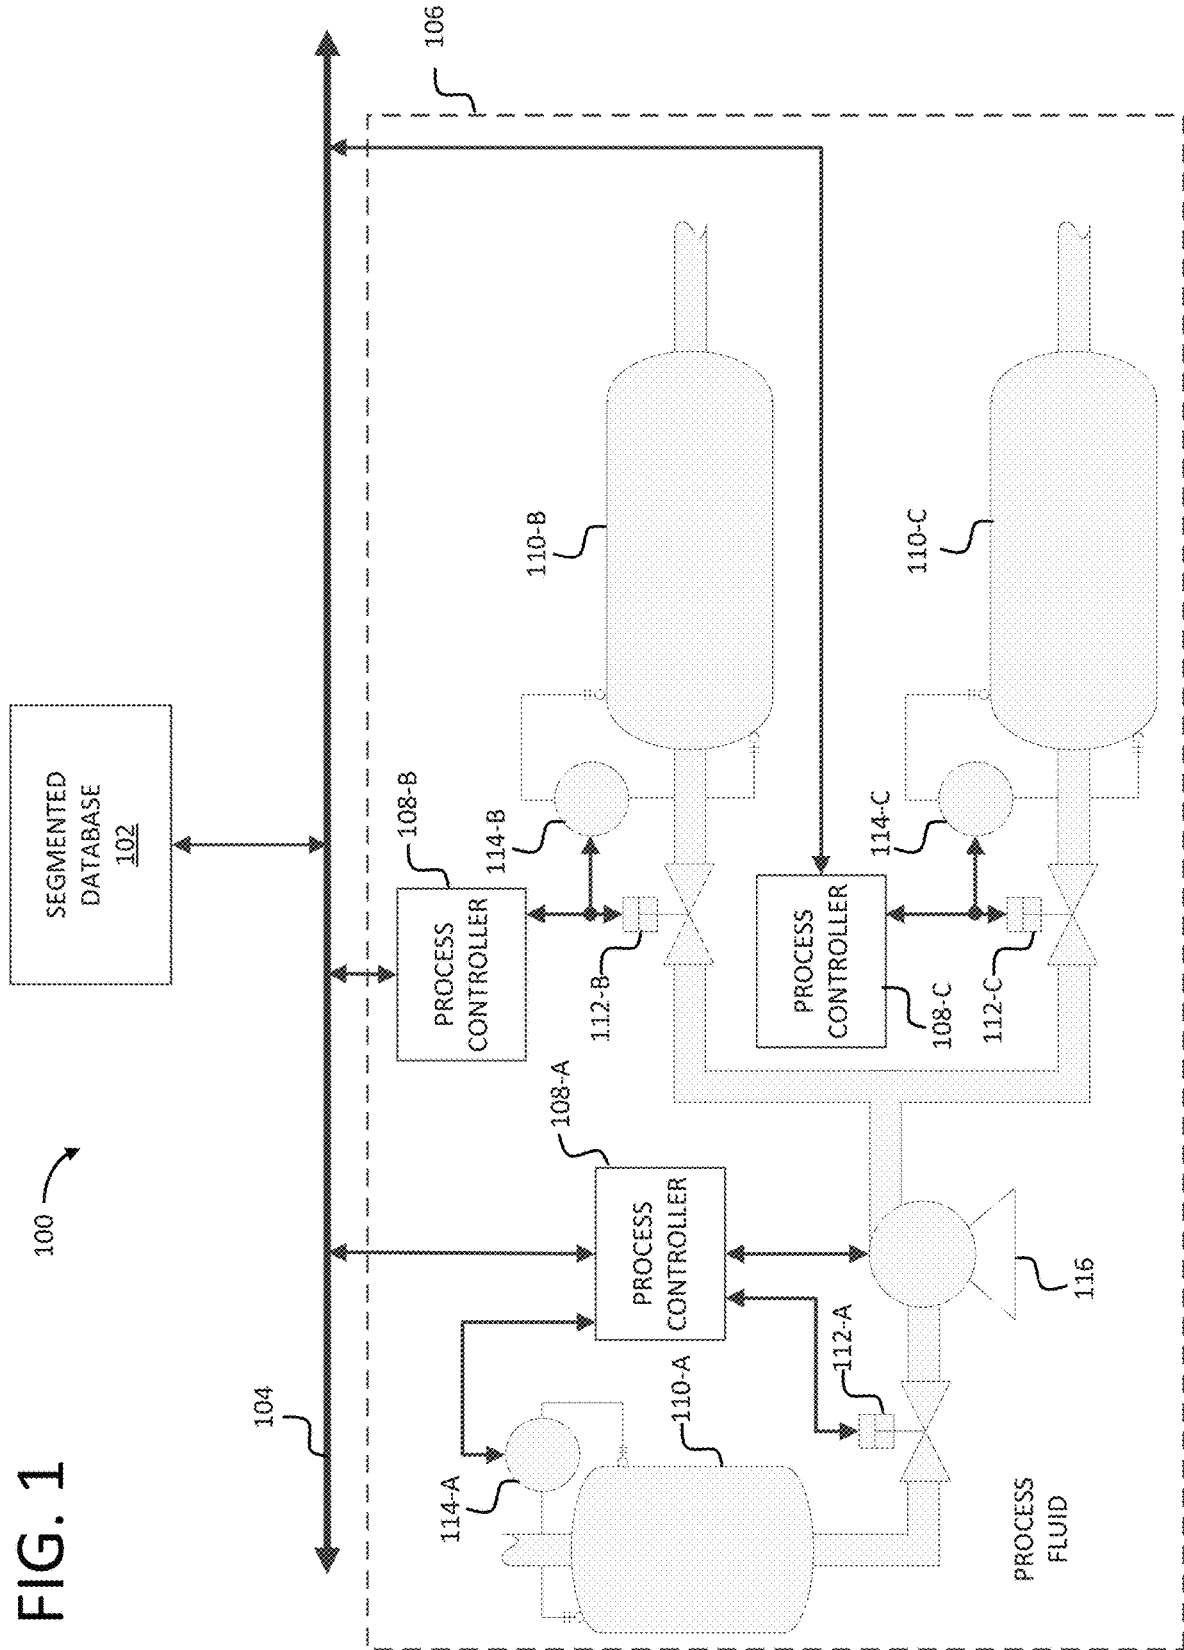 FIG. 1
100
SEGMENTED
DATABASE
102
104
106
108-A
PROCESS
CONTROLLER
108-B
PROCESS
CONTROLLER
114-A
110-A
112-A
116
PROCESS
FLUID
114-B
112-B
110-B
PROCESS
CONTROLLER
108-C
114-C
112-C
110-C